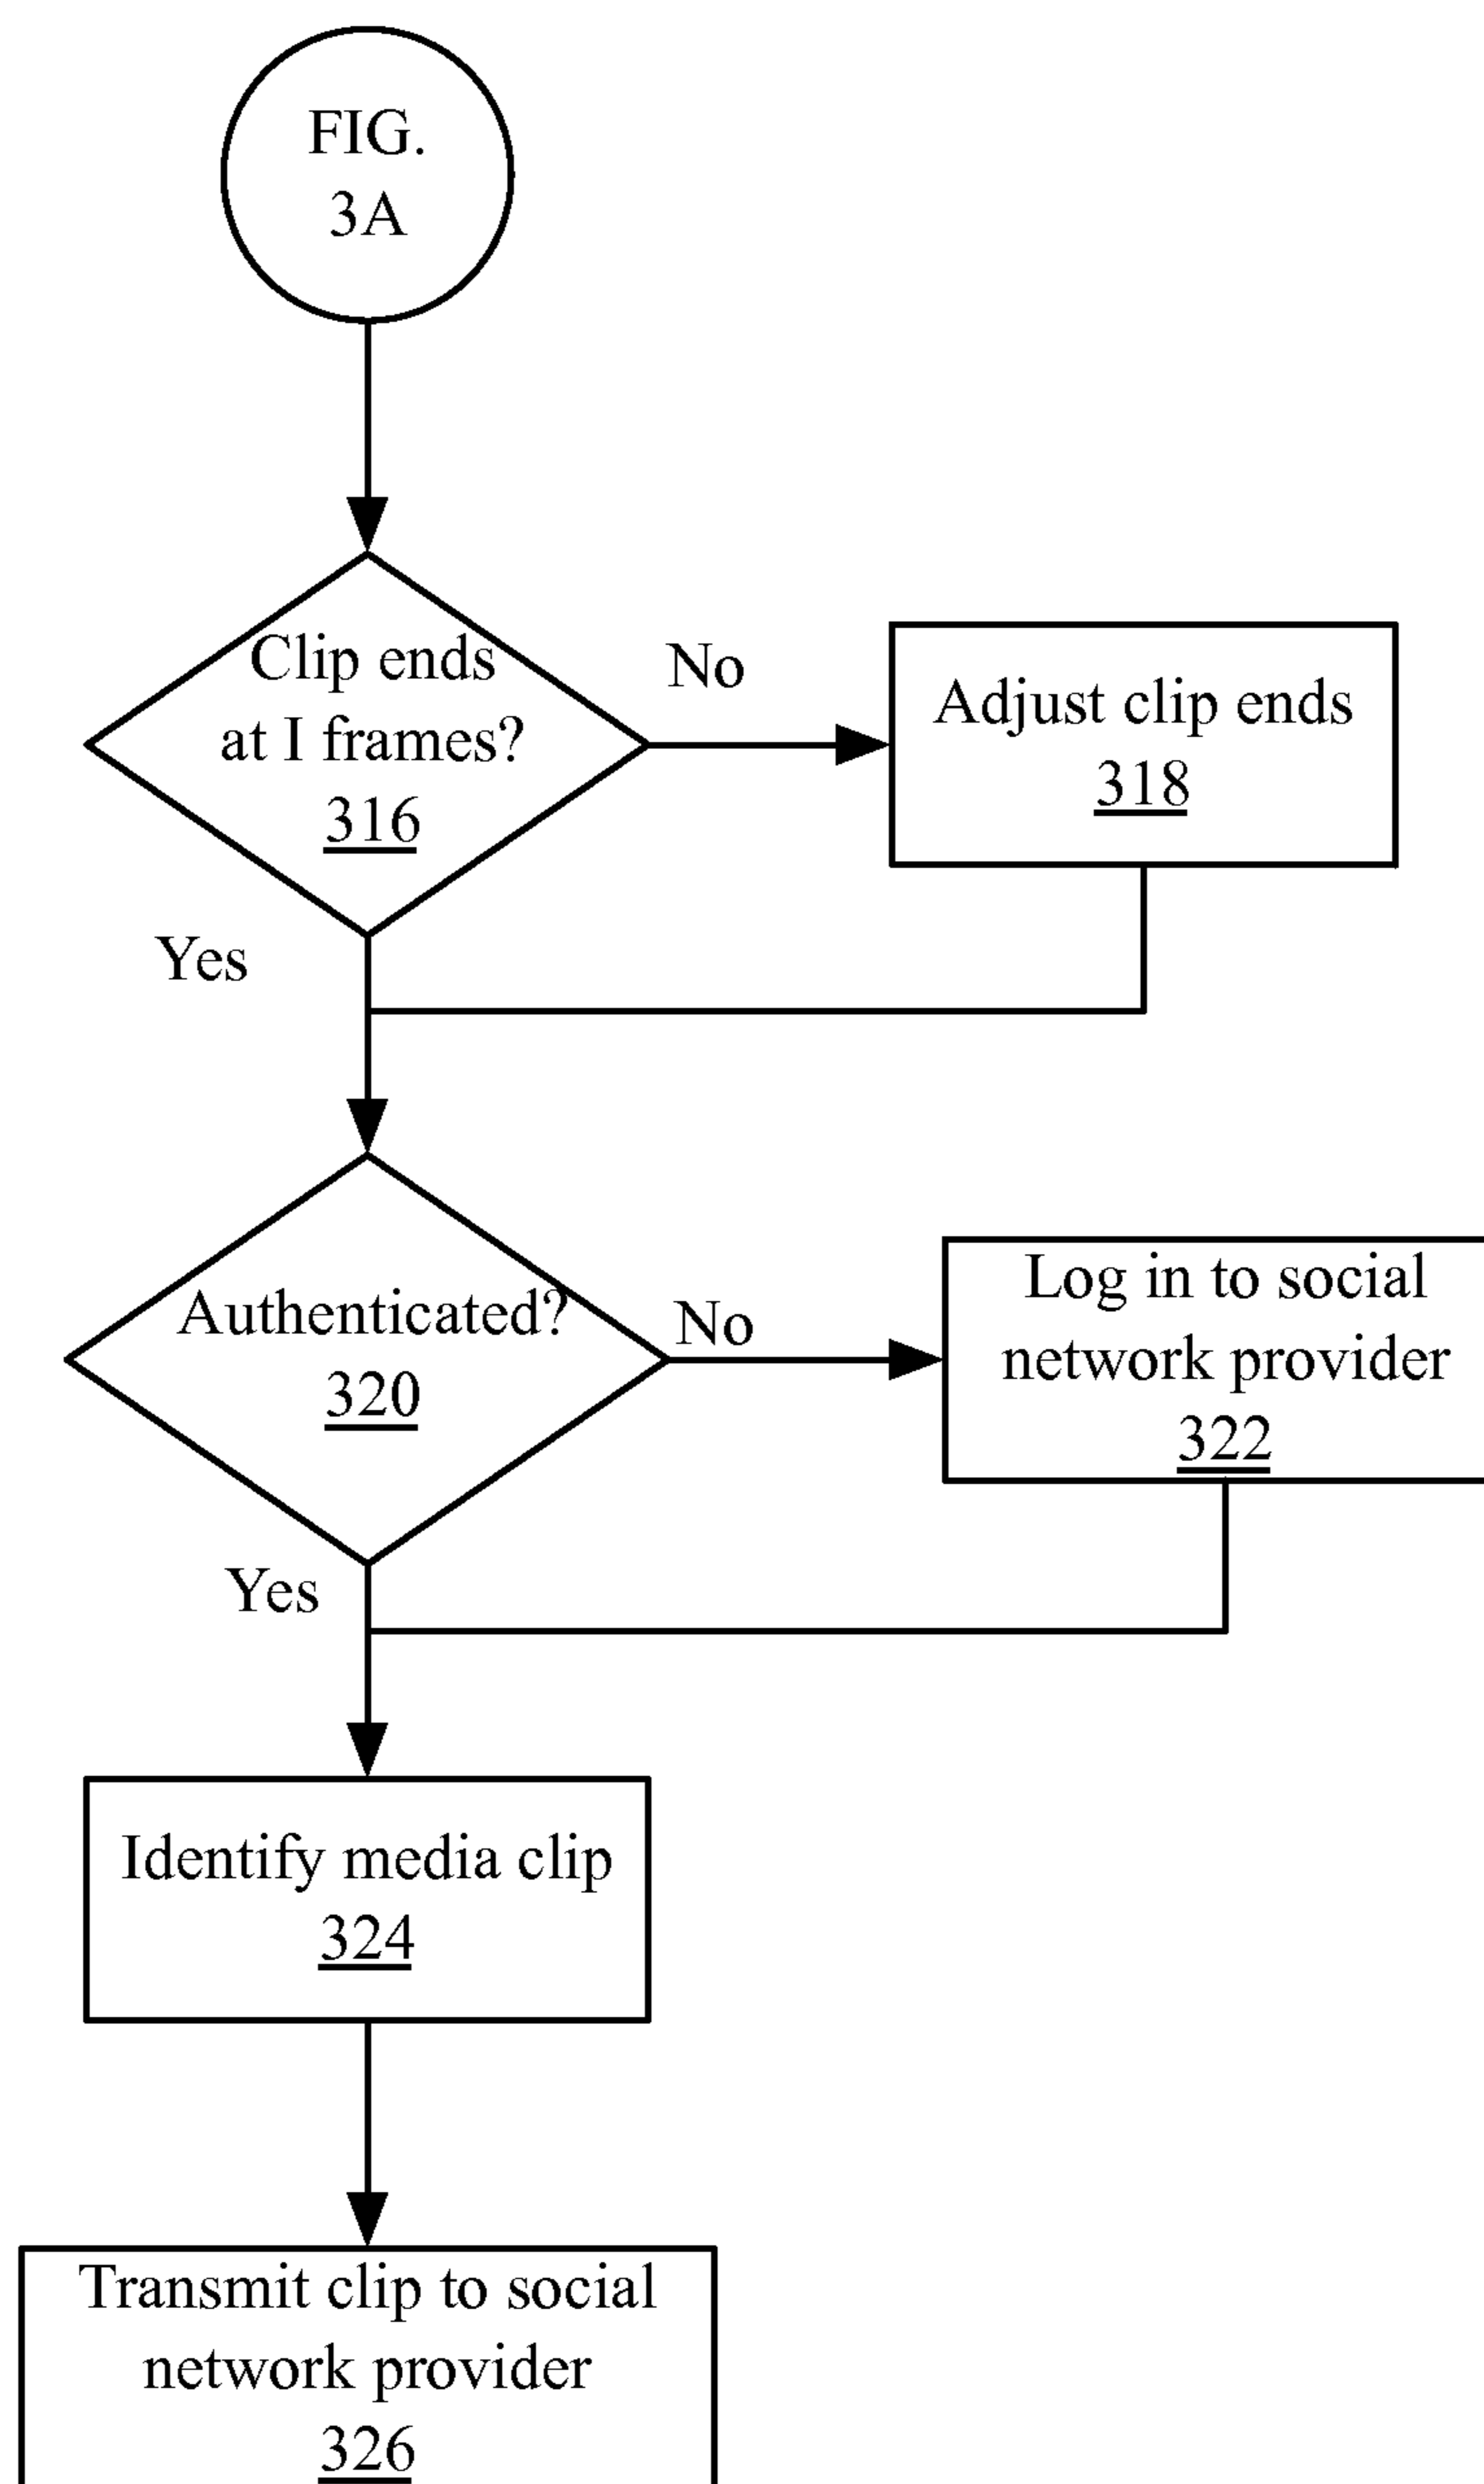 FIG.
3A
Clip ends
at I frames?
316
No
Adjust clip ends
318
Yes
Authenticated?
320
No
Log in to social
network provider
322
Yes
Identify media clip
324
Transmit clip to social
network provider
326